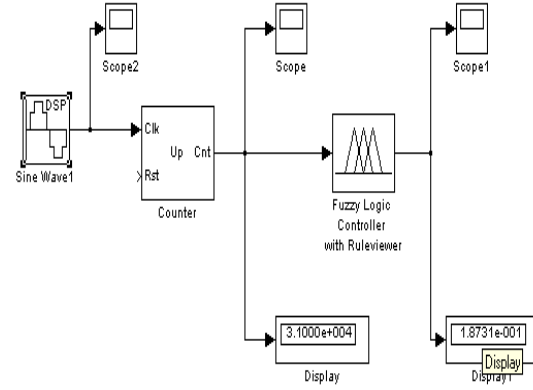 Scope2
Scope
Scope1
DSP
Sine Wave1
Clk
Up Cnt
Rst
Counter
Fuzzy Logic
Controller
with Ruleviewer
3.1000e+004
Display
1.8731e-001
Display
Display1